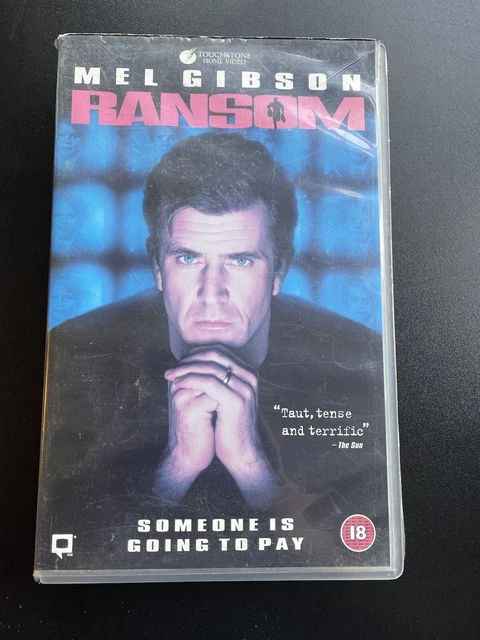 TOUCHSTONE
HOME VIDEO
MEL GIBSON
RANSOM
“Taut, tense
and terrific”
– The Sun
SOMEONE IS
GOING TO PAY
18